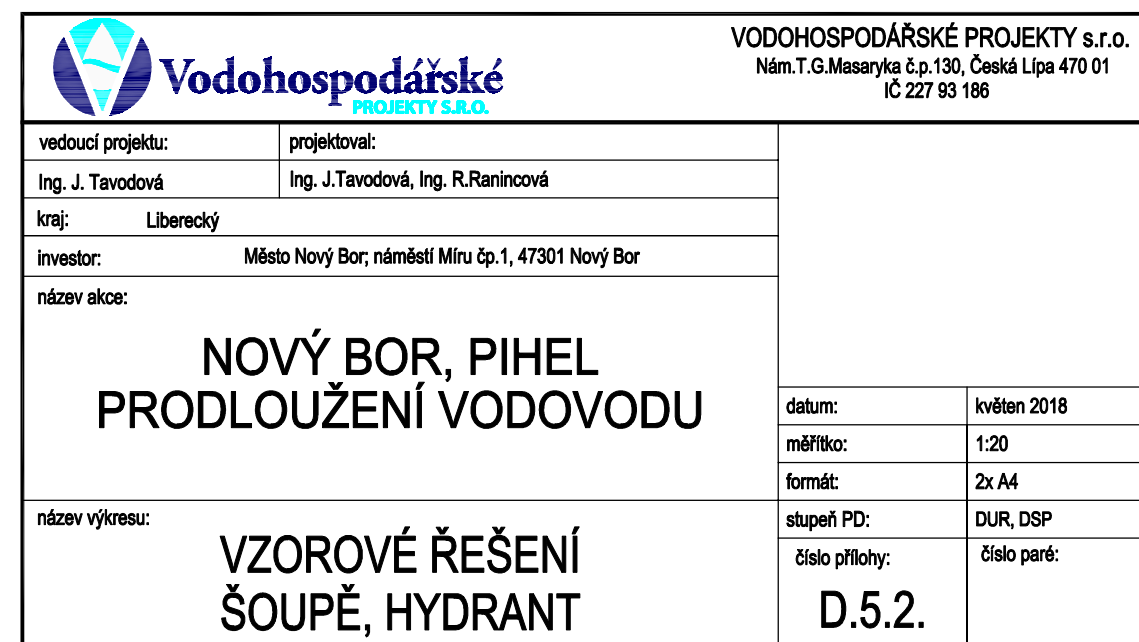 Vodohospodářské
PROJEKTY S.R.O.
VODOHOSPODÁŘSKÉ PROJEKTY s.r.o.
Nám.T.G.Masaryka č.p.130, Česká Lípa 470 01
IČ 227 93 186
vedoucí projektu: projektoval:
Ing. J. Tavodová Ing. J.Tavodová, Ing. R.Ranincová
kraj: Liberecký
investor: Město Nový Bor; náměstí Míru čp.1, 47301 Nový Bor
název akce:
NOVÝ BOR, PIHEL
PRODLOUŽENÍ VODOVODU
datum: květen 2018
měřítko: 1:20
formát: 2x A4
stupeň PD: DUR, DSP
název výkresu:
VZOROVÉ ŘEŠENÍ
ŠOUPĚ, HYDRANT
číslo přílohy: číslo paré:
D.5.2.